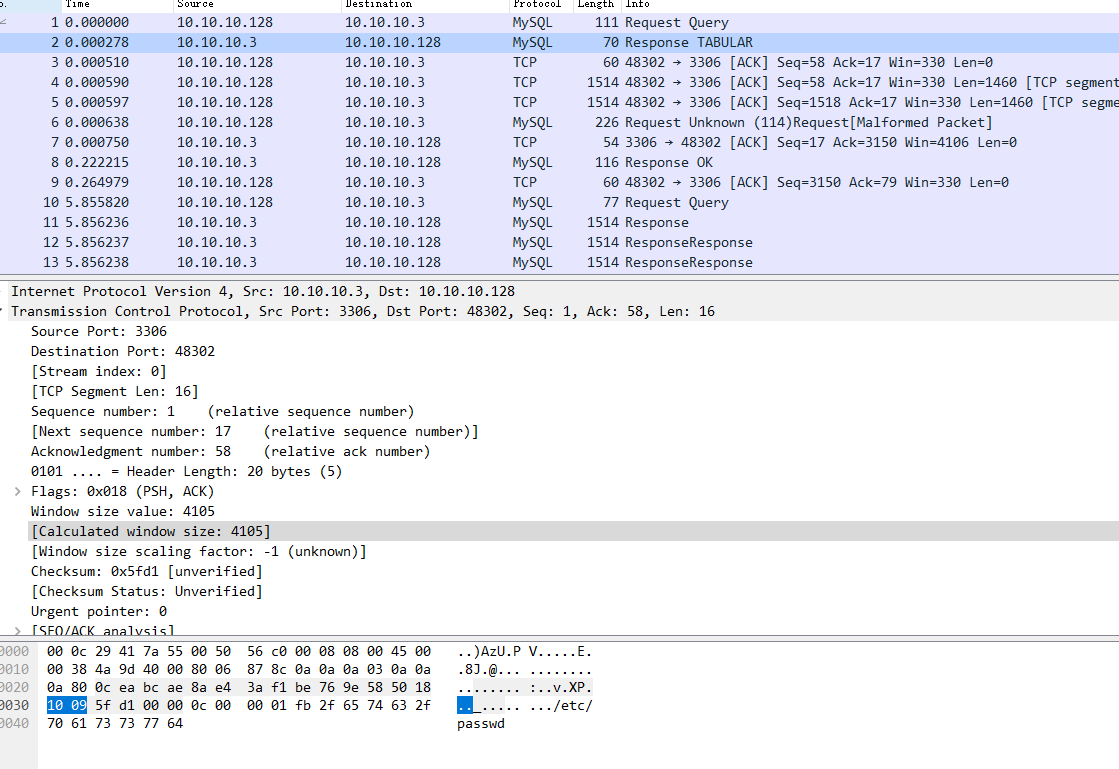 o. Time Source Destination Protocol Length Info
1 0.000000 10.10.10.128 10.10.10.3 MySQL 111 Request Query
2 0.000278 10.10.10.3 10.10.10.128 MySQL 70 Response TABULAR
3 0.000510 10.10.10.128 10.10.10.3 TCP 60 48302 → 3306 [ACK] Seq=58 Ack=17 Win=330 Len=0
4 0.000590 10.10.10.128 10.10.10.3 TCP 1514 48302 → 3306 [ACK] Seq=58 Ack=17 Win=330 Len=1460 [TCP segment
5 0.000597 10.10.10.128 10.10.10.3 TCP 1514 48302 → 3306 [ACK] Seq=1518 Ack=17 Win=330 Len=1460 [TCP segme
6 0.000638 10.10.10.128 10.10.10.3 MySQL 226 Request Unknown (114)Request[Malformed Packet]
7 0.000750 10.10.10.3 10.10.10.128 TCP 54 3306 → 48302 [ACK] Seq=17 Ack=3150 Win=4106 Len=0
8 0.222215 10.10.10.3 10.10.10.128 MySQL 116 Response OK
9 0.264979 10.10.10.128 10.10.10.3 TCP 60 48302 → 3306 [ACK] Seq=3150 Ack=79 Win=330 Len=0
10 5.855820 10.10.10.128 10.10.10.3 MySQL 77 Request Query
11 5.856236 10.10.10.3 10.10.10.128 MySQL 1514 Response
12 5.856237 10.10.10.3 10.10.10.128 MySQL 1514 ResponseResponse
13 5.856238 10.10.10.3 10.10.10.128 MySQL 1514 ResponseResponse
Internet Protocol Version 4, Src: 10.10.10.3, Dst: 10.10.10.128
Transmission Control Protocol, Src Port: 3306, Dst Port: 48302, Seq: 1, Ack: 58, Len: 16
Source Port: 3306
Destination Port: 48302
[Stream index: 0]
[TCP Segment Len: 16]
Sequence number: 1 (relative sequence number)
[Next sequence number: 17 (relative sequence number)]
Acknowledgment number: 58 (relative ack number)
0101 .... = Header Length: 20 bytes (5)
Flags: 0x018 (PSH, ACK)
Window size value: 4105
[Calculated window size: 4105]
[Window size scaling factor: -1 (unknown)]
Checksum: 0x5fd1 [unverified]
[Checksum Status: Unverified]
Urgent pointer: 0
[SEQ/ACK analysis]
0000 00 0c 29 41 7a 55 00 50 56 c0 00 08 08 00 45 00 ..)AzU.P V.....E.
0010 00 38 4a 9d 40 00 80 06 87 8c 0a 0a 0a 03 0a 0a .8J.@... ........
0020 0a 80 0c ea bc ae 8a e4 3a f1 be 76 9e 58 50 18 ........ :..v.XP.
0030 10 09 5f d1 00 00 0c 00 00 01 fb 2f 65 74 63 2f .._..... .../etc/
0040 70 61 73 73 77 64 passwd